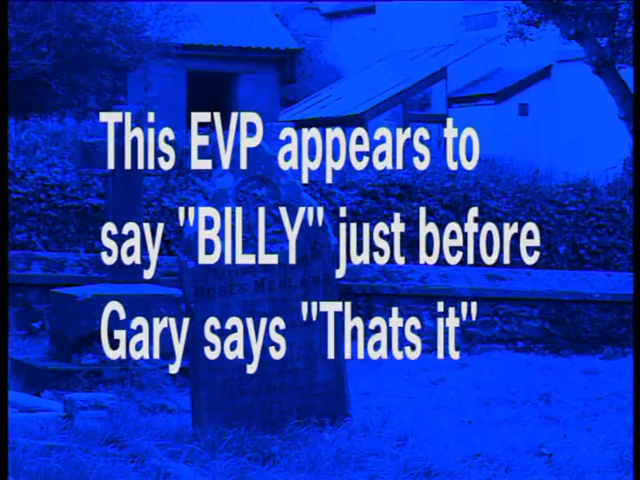 This EVP appears to
say "BILLY" just before
Gary says "Thats it"